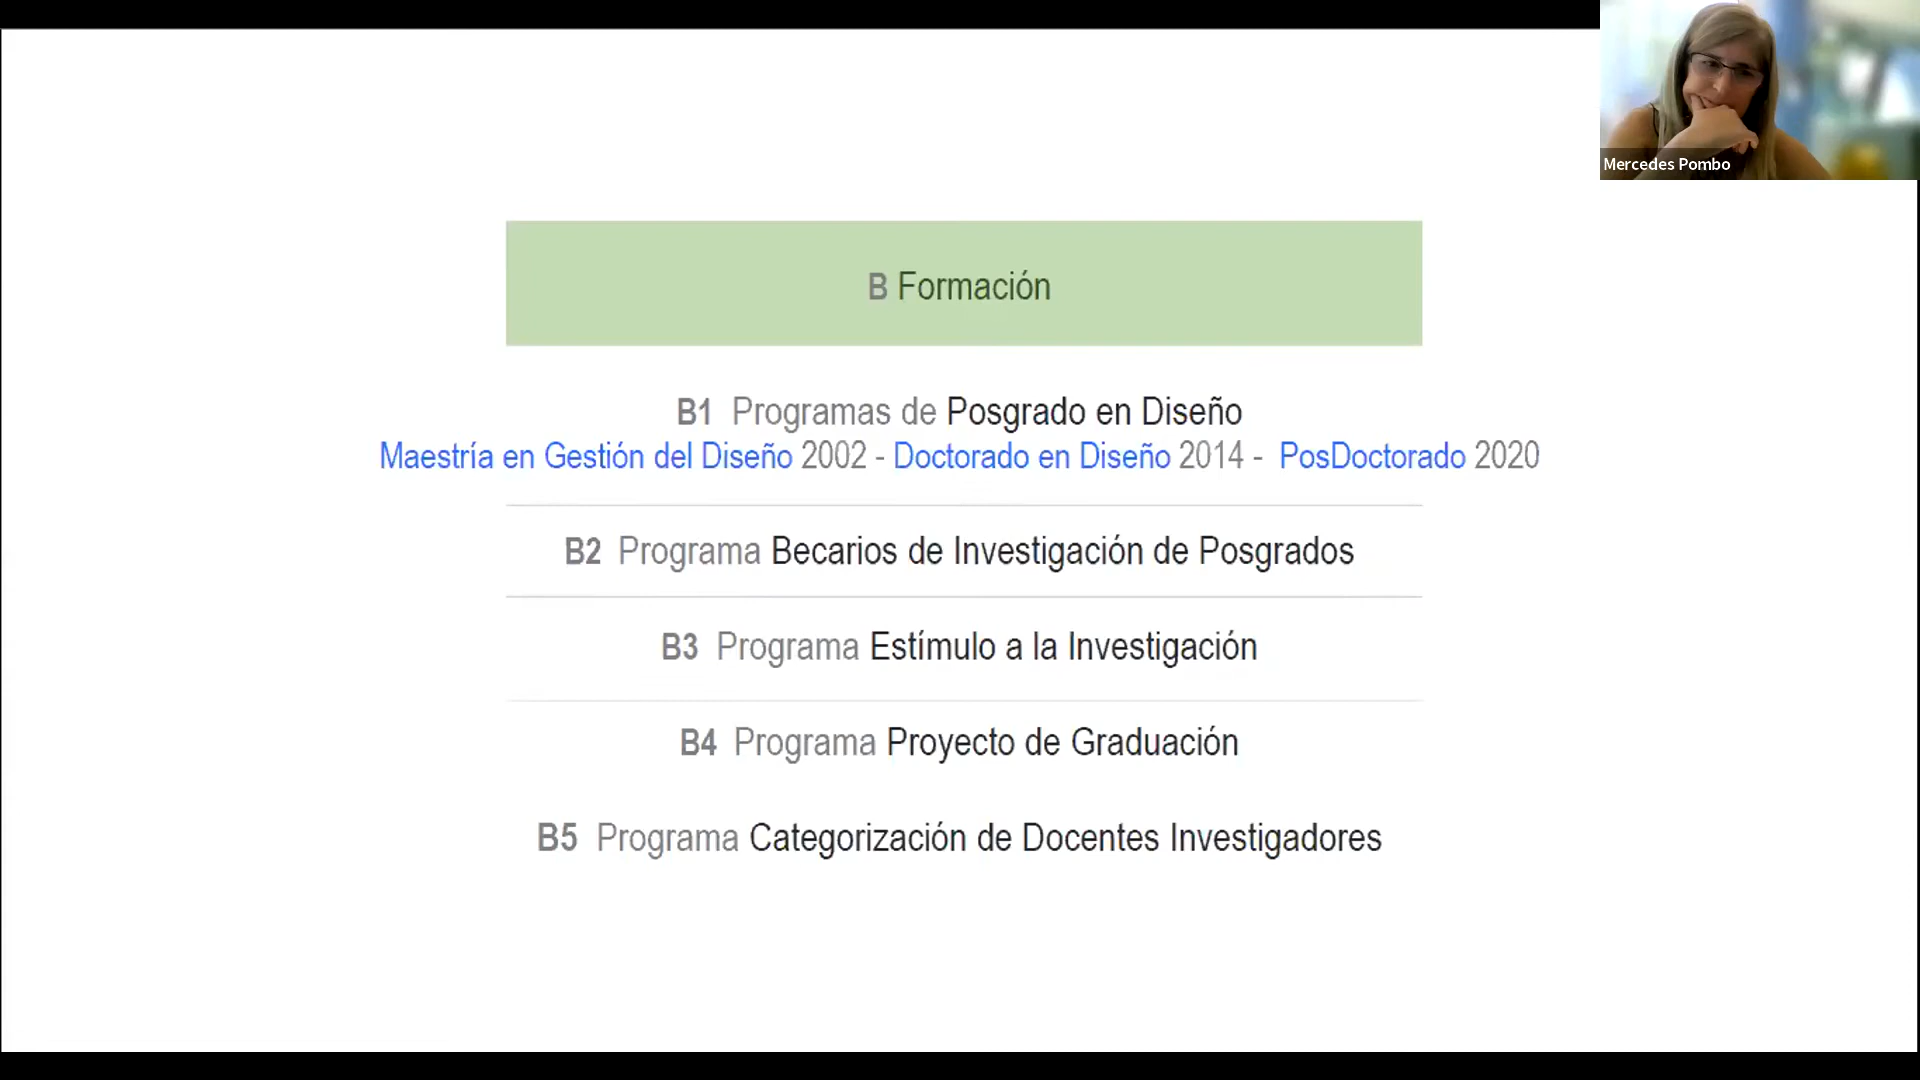 Mercedes Pombo
B Formación
B1 Programas de Posgrado en Diseño
Maestría en Gestión del Diseño 2002 - Doctorado en Diseño 2014 - PosDoctorado 2020
B2 Programa Becarios de Investigación de Posgrados
B3 Programa Estímulo a la Investigación
B4 Programa Proyecto de Graduación
B5 Programa Categorización de Docentes Investigadores